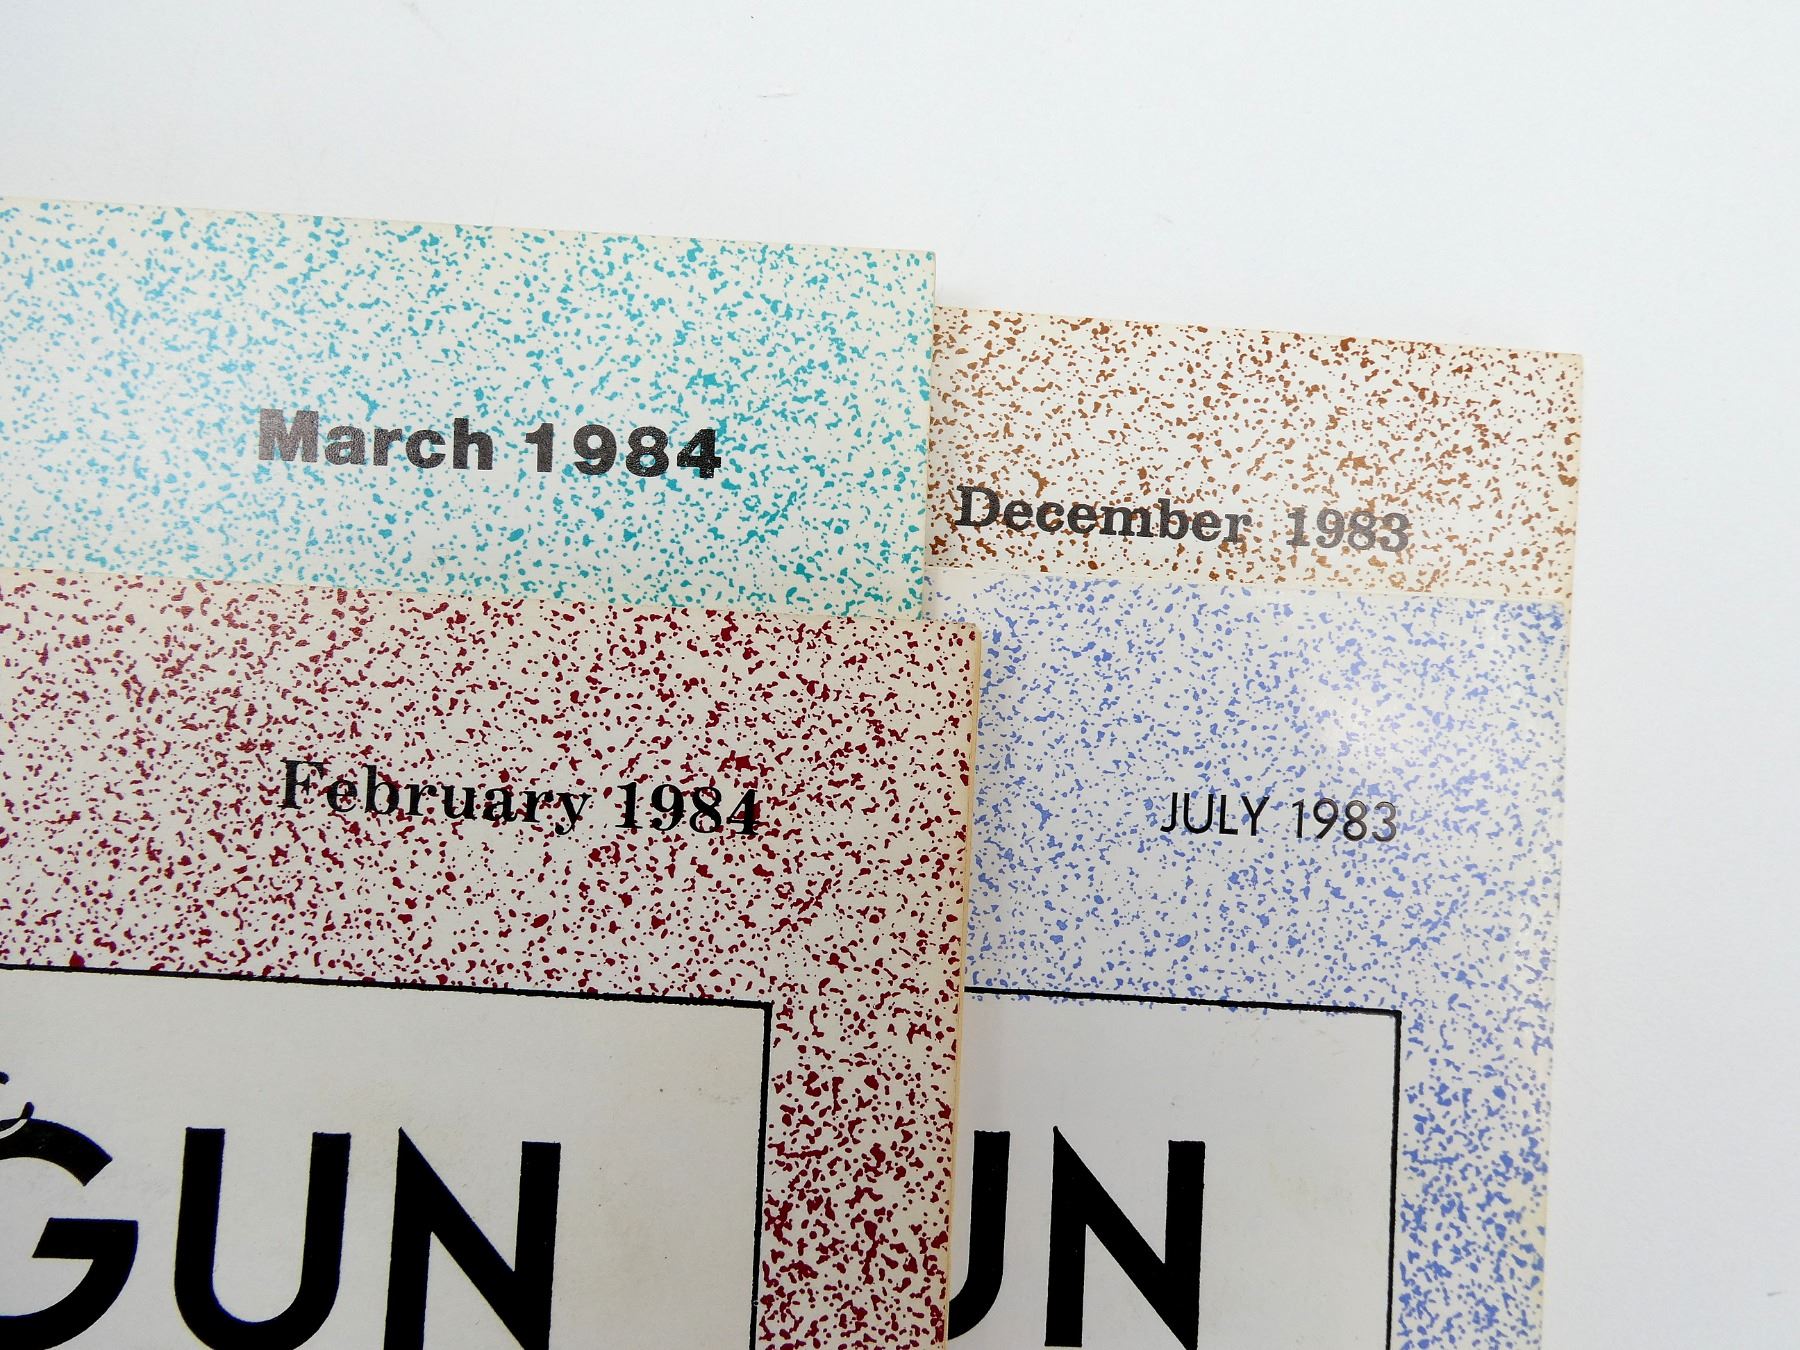 March 1984
December 1983
February 1984
JULY 1983
GUN
UN